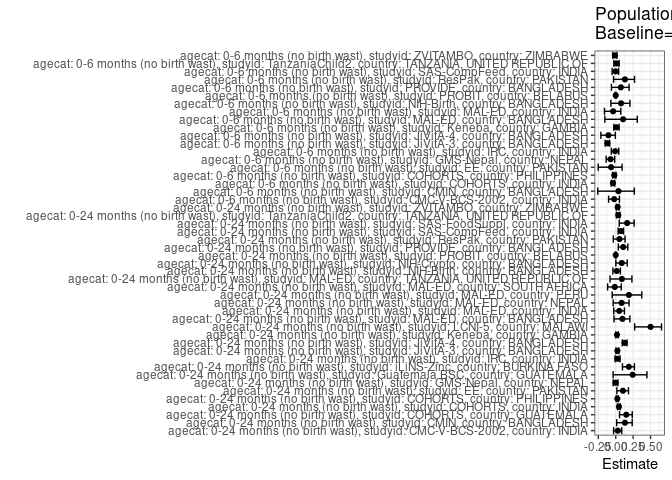 Population
Baseline=
agecat: 0-6 months (no birth wast), studyid: ZVITAMBO, country: ZIMBABWE
agecat: 0-6 months (no birth wast), studyid: TanzaniaChild2, country: TANZANIA, UNITED REPUBLIC OF
agecat: 0-6 months (no birth wast), studyid: SAS-CompFeed, country: INDIA
agecat: 0-6 months (no birth wast), studyid: ResPak, country: PAKISTAN
agecat: 0-6 months (no birth wast), studyid: PROVIDE, country: BANGLADESH
agecat: 0-6 months (no birth wast), studyid: PROBIT, country: BELARUS
agecat: 0-6 months (no birth wast), studyid: NIH-Birth, country: BANGLADESH
agecat: 0-6 months (no birth wast), studyid: MAL-ED, country: INDIA
agecat: 0-6 months (no birth wast), studyid: MAL-ED, country: BANGLADESH
agecat: 0-6 months (no birth wast), studyid: Keneba, country: GAMBIA
agecat: 0-6 months (no birth wast), studyid: JiVitA-4, country: BANGLADESH
agecat: 0-6 months (no birth wast), studyid: JiVitA-3, country: BANGLADESH
agecat: 0-6 months (no birth wast), studyid: IRC, country: INDIA
agecat: 0-6 months (no birth wast), studyid: GMS-Nepal, country: NEPAL
agecat: 0-6 months (no birth wast), studyid: EE, country: PAKISTAN
agecat: 0-6 months (no birth wast), studyid: COHORTS, country: PHILIPPINES
agecat: 0-6 months (no birth wast), studyid: COHORTS, country: INDIA
agecat: 0-6 months (no birth wast), studyid: CMIN, country: BANGLADESH
agecat: 0-6 months (no birth wast), studyid: CMC-V-BCS-2002, country: INDIA
agecat: 0-24 months (no birth wast), studyid: ZVITAMBO, country: ZIMBABWE
agecat: 0-24 months (no birth wast), studyid: TanzaniaChild2, country: TANZANIA, UNITED REPUBLIC OF
agecat: 0-24 months (no birth wast), studyid: SAS-FoodSuppl, country: INDIA
agecat: 0-24 months (no birth wast), studyid: SAS-CompFeed, country: INDIA
agecat: 0-24 months (no birth wast), studyid: ResPak, country: PAKISTAN
agecat: 0-24 months (no birth wast), studyid: PROVIDE, country: BANGLADESH
agecat: 0-24 months (no birth wast), studyid: PROBIT, country: BELARUS
agecat: 0-24 months (no birth wast), studyid: NIH-Crypto, country: BANGLADESH
agecat: 0-24 months (no birth wast), studyid: NIH-Birth, country: BANGLADESH
agecat: 0-24 months (no birth wast), studyid: MAL-ED, country: TANZANIA, UNITED REPUBLIC OF
agecat: 0-24 months (no birth wast), studyid: MAL-ED, country: SOUTH AFRICA
agecat: 0-24 months (no birth wast), studyid: MAL-ED, country: PERU
agecat: 0-24 months (no birth wast), studyid: MAL-ED, country: NEPAL
agecat: 0-24 months (no birth wast), studyid: MAL-ED, country: INDIA
agecat: 0-24 months (no birth wast), studyid: MAL-ED, country: BANGLADESH
agecat: 0-24 months (no birth wast), studyid: LCNI-5, country: MALAWI
agecat: 0-24 months (no birth wast), studyid: Keneba, country: GAMBIA
agecat: 0-24 months (no birth wast), studyid: JiVitA-4, country: BANGLADESH
agecat: 0-24 months (no birth wast), studyid: JiVitA-3, country: BANGLADESH
agecat: 0-24 months (no birth wast), studyid: IRC, country: INDIA
agecat: 0-24 months (no birth wast), studyid: iLiNS-Zinc, country: BURKINA FASO
agecat: 0-24 months (no birth wast), studyid: Guatemala BSC, country: GUATEMALA
agecat: 0-24 months (no birth wast), studyid: GMS-Nepal, country: NEPAL
agecat: 0-24 months (no birth wast), studyid: EE, country: PAKISTAN
agecat: 0-24 months (no birth wast), studyid: COHORTS, country: PHILIPPINES
agecat: 0-24 months (no birth wast), studyid: COHORTS, country: INDIA
agecat: 0-24 months (no birth wast), studyid: COHORTS, country: GUATEMALA
agecat: 0-24 months (no birth wast), studyid: CMIN, country: BANGLADESH
agecat: 0-24 months (no birth wast), studyid: CMC-V-BCS-2002, country: INDIA
-0.25 0.00 0.25 0.50
Estimate